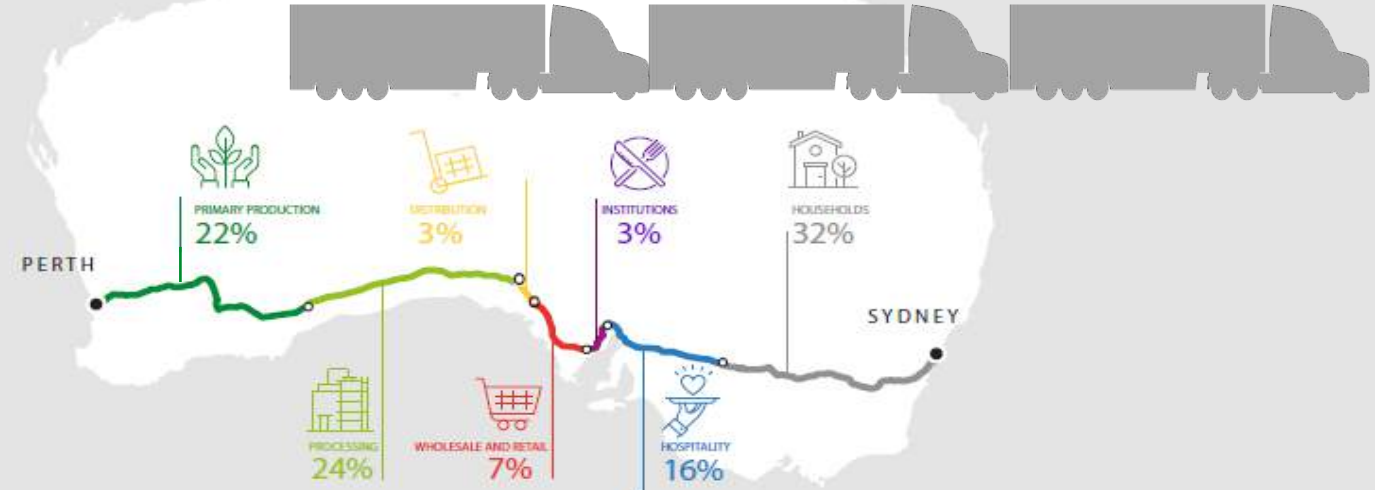 PRIMARY PRODUCTION
22%
DISTRIBUTION
3%
INSTITUTIONS
3%
HOUSEHOLDS
32%
PERTH
SYDNEY
PROCESSING
24%
WHOLESALE AND RETAIL
7%
HOSPITALITY
16%